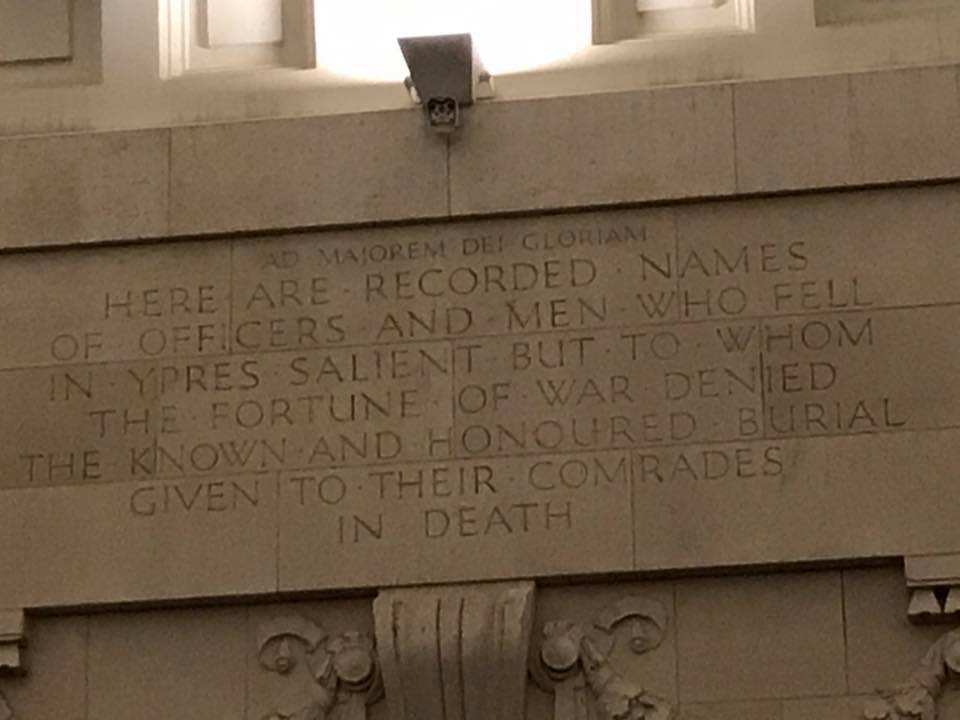 AD MAJOREM DEI GLORIAM
HERE ARE RECORDED NAMES
OF OFFICERS AND MEN WHO FELL
IN YPRES SALIENT BUT TO WHOM
THE FORTUNE OF WAR DENIED
THE KNOWN AND HONOURED BURIAL
GIVEN TO THEIR COMRADES
IN DEATH